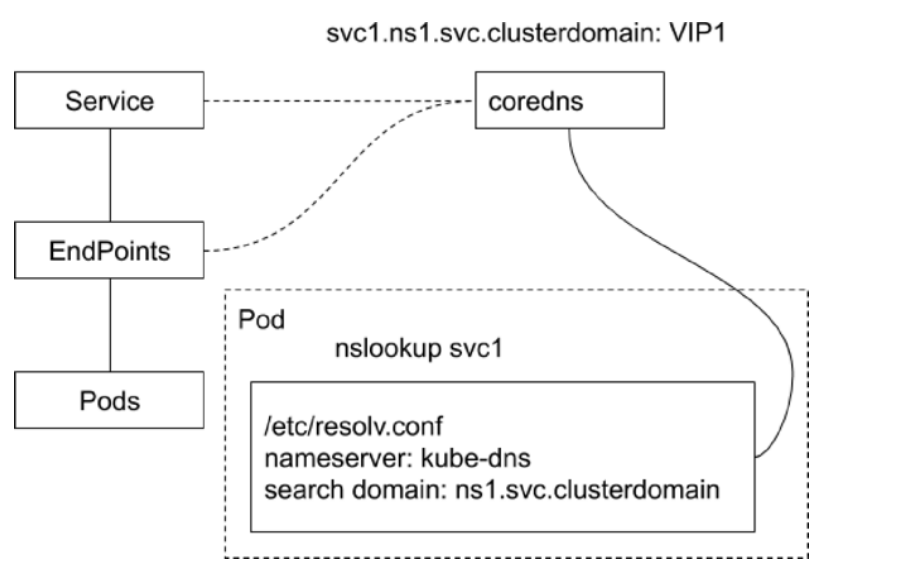 svc1.ns1.svc.clusterdomain: VIP1
Service
coredns
EndPoints
Pod
nslookup svc1
Pods
/etc/resolv.conf
nameserver: kube-dns
search domain: ns1.svc.clusterdomain